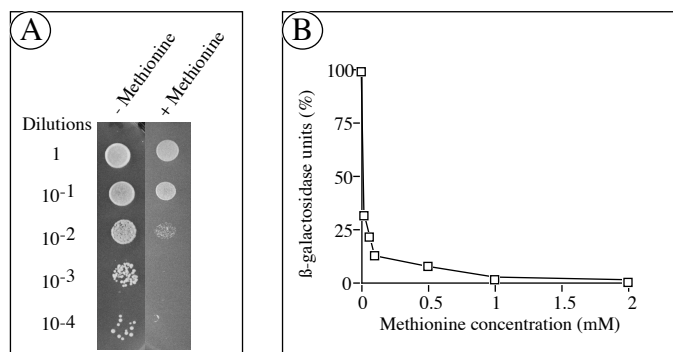 A
- Methionine
+ Methionine
Dilutions
1
10-1
10-2
10-3
10-4
B
ß-galactosidase units (%)
100
75
50
25
0
0 0.5 1 1.5 2
Methionine concentration (mM)